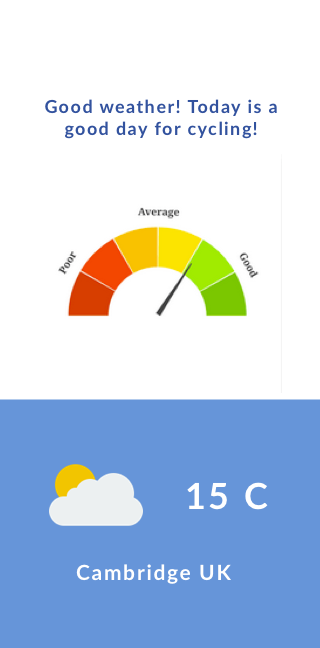 Good weather! Today is a
good day for cycling!
Average
Poor
Good
15 C
Cambridge UK